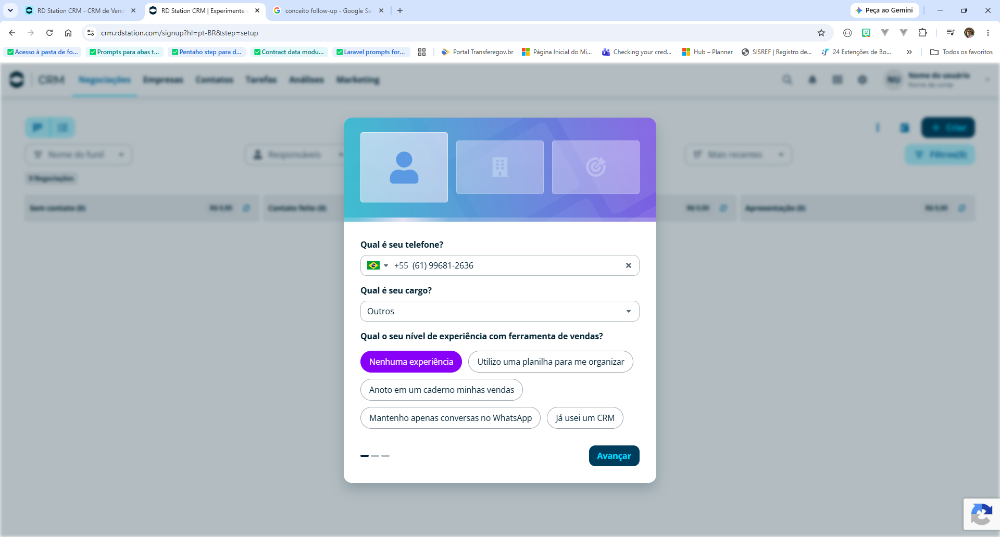 RD Station CRM - CRM de Vend
RD Station CRM | Experimente
conceito follow-up - Google Se
Peça ao Gemini
crm.rdstation.com/signup?hl=pt-BR&step=setup
Acesso à pasta de fo...
Prompts para abas t...
Pentaho step para d...
Contract data modu...
Laravel prompts for...
Portal Transferegov.br
Página Inicial do Mi...
Checking your cred...
Hub – Planner
SISREF | Registro de...
24 Extenções de Bo...
Todos os favoritos
CRM
Negociações
Empresas
Contatos
Tarefas
Análises
Marketing
NU
Nome do usuário
Nome da conta
Criar
Nome do funil
Responsáveis
Mais recentes
Filtros(0)
0 Negociações
Sem contato (0)
R$ 0,00
Contato feito (0)
R$ 0,00
Apresentação (0)
R$ 0,00
Qual é seu telefone?
+55 (61) 99681-2636
Qual é seu cargo?
Outros
Qual o seu nível de experiência com ferramenta de vendas?
Nenhuma experiência
Utilizo uma planilha para me organizar
Anoto em um caderno minhas vendas
Mantenho apenas conversas no WhatsApp
Já usei um CRM
Avançar